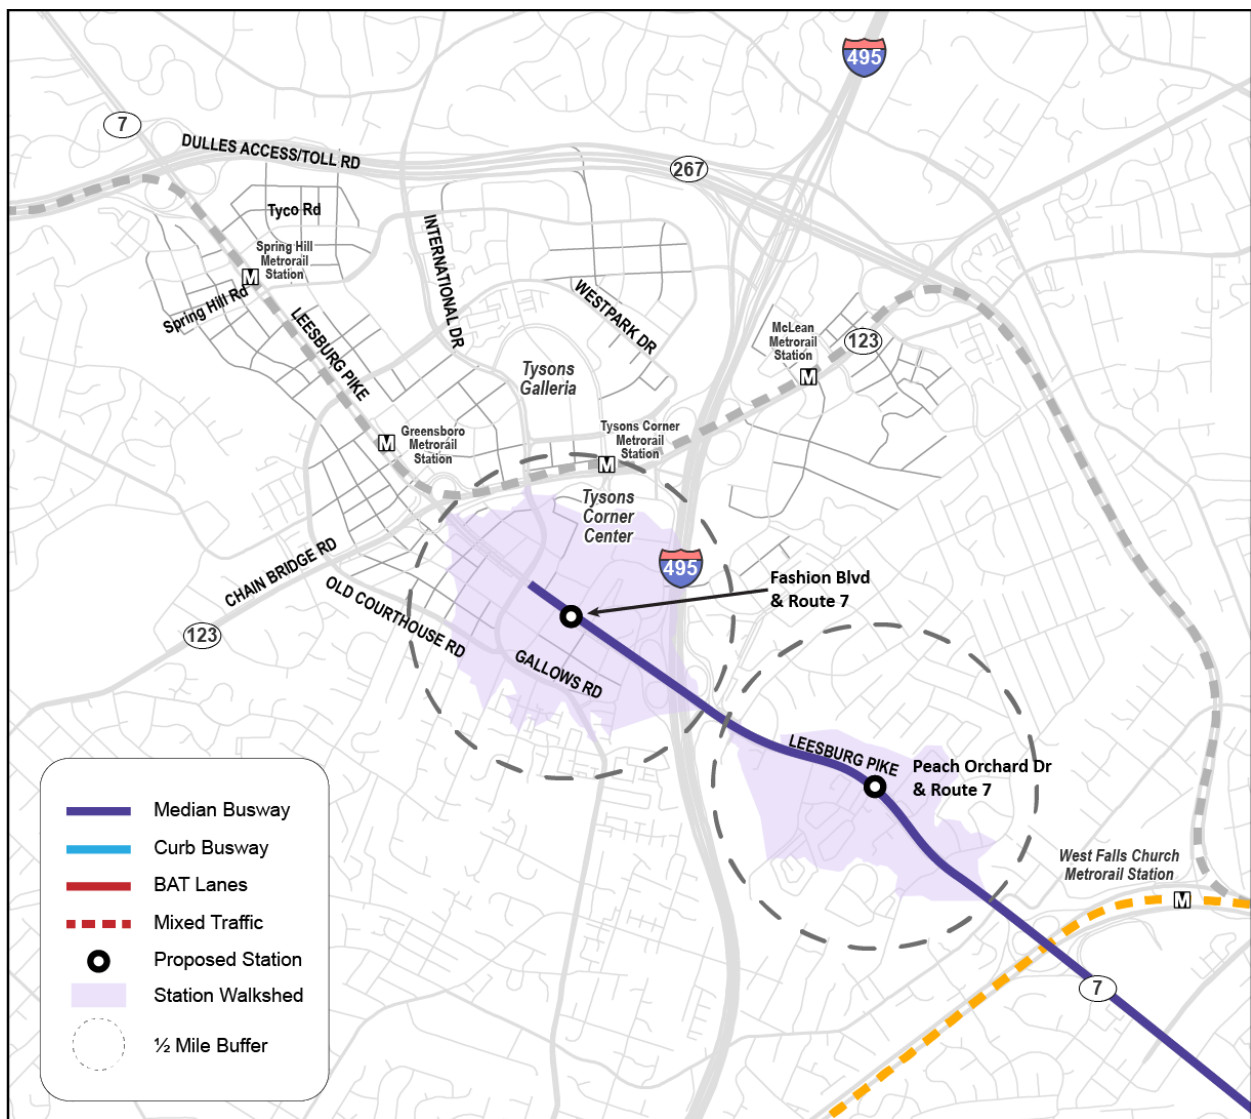 495
7
DULLES ACCESS/TOLL RD
267
Tyco Rd
INTERNATIONAL DR
Spring Hill
Metrorail
Station
M
Spring Hill Rd
LEESBURG PIKE
WESTPARK DR
McLean
Metrorail
Station
M
123
Tysons
Galleria
Greensboro
Metrorail
Station
M
Tysons Corner
Metrorail
Station
M
Tysons
Corner
Center
CHAIN BRIDGE RD
495
Fashion Blvd
& Route 7
OLD COURTHOUSE RD
123
GALLOWS RD
LEESBURG PIKE
Peach Orchard Dr
& Route 7
West Falls Church
Metrorail Station
M
7
Median Busway
Curb Busway
BAT Lanes
Mixed Traffic
Proposed Station
Station Walkshed
½ Mile Buffer